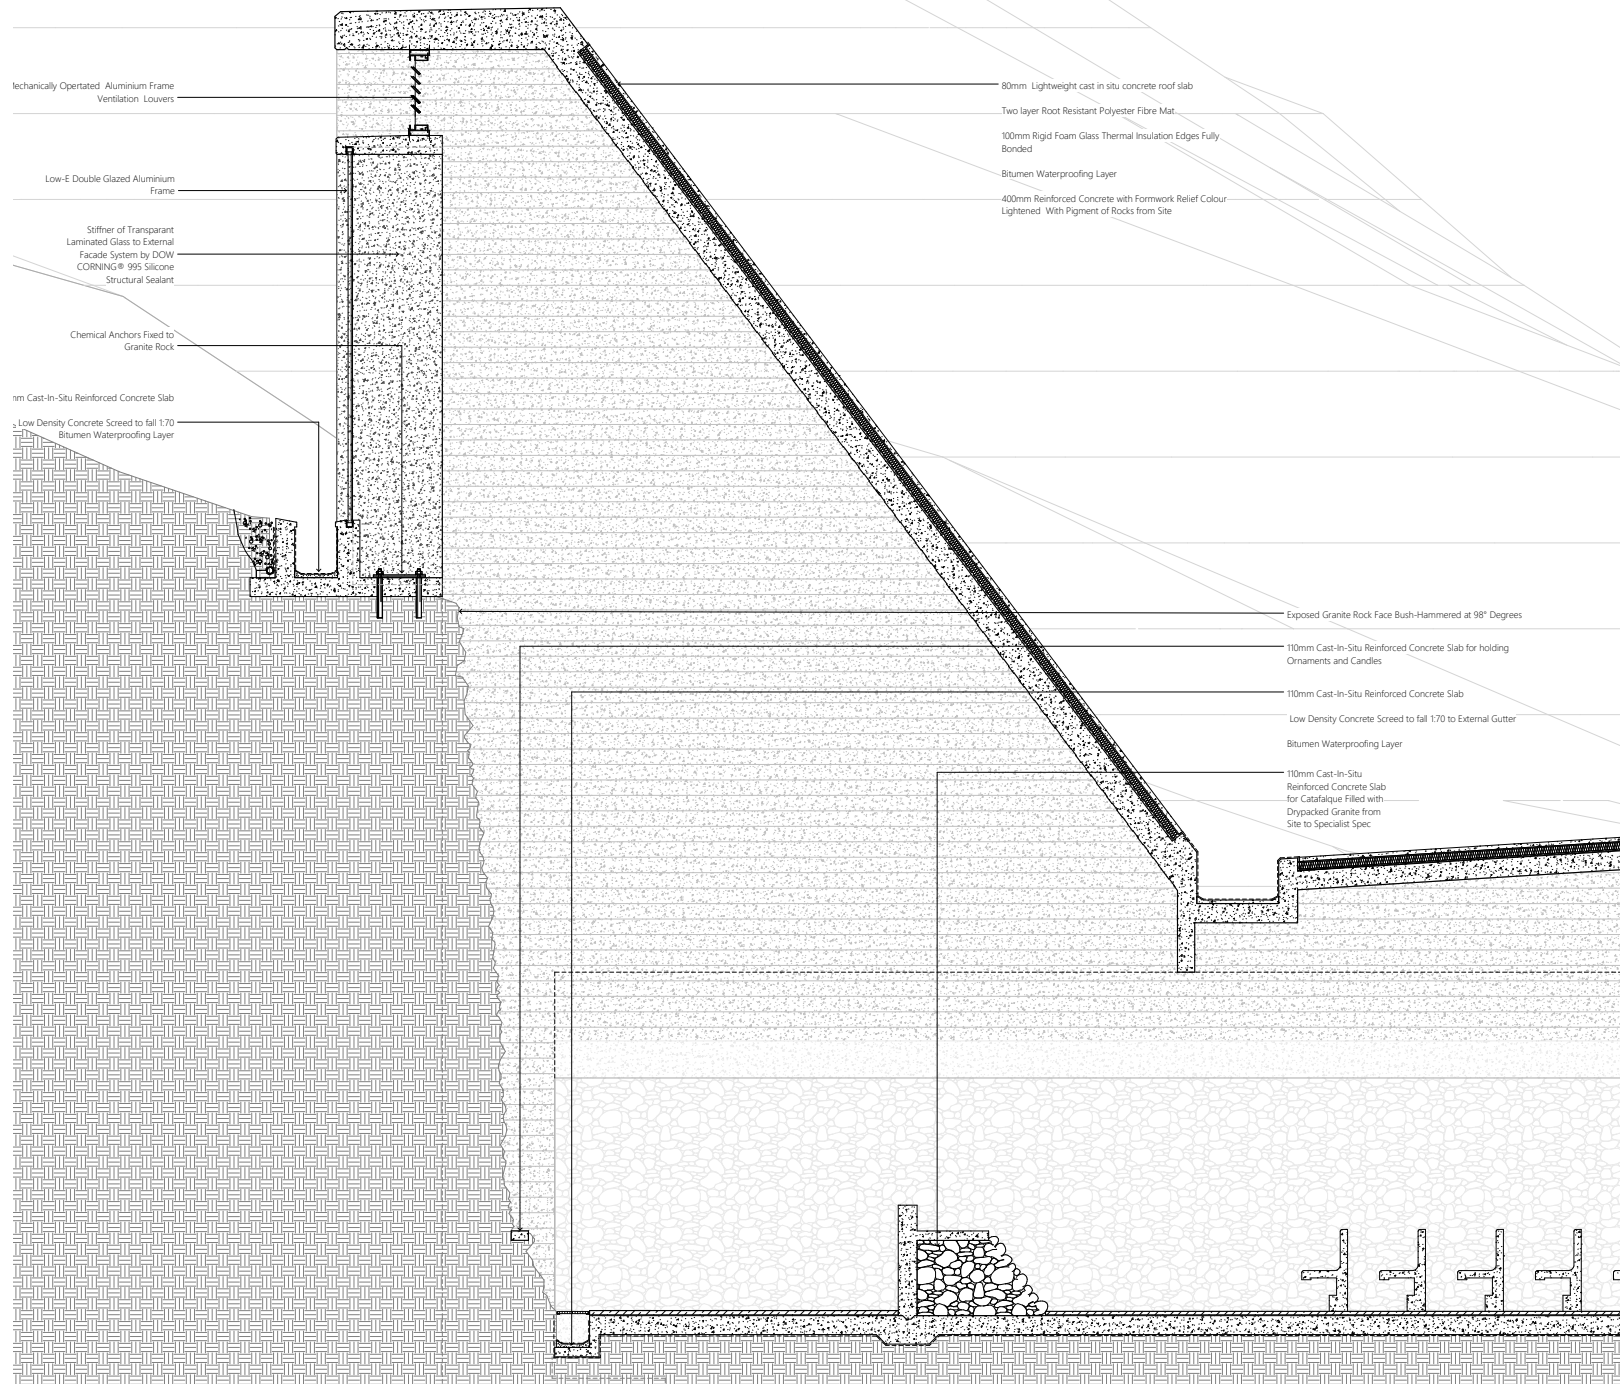 Mechanically Opertated Aluminium Frame
Ventilation Louvers
Low-E Double Glazed Aluminium
Frame
Stiffner of Transparant
Laminated Glass to External
Facade System by DOW
CORNING® 995 Silicone
Structural Sealant
Chemical Anchors Fixed to
Granite Rock
Cast-In-Situ Reinforced Concrete Slab
Low Density Concrete Screed to fall 1:70
Bitumen Waterproofing Layer
80mm Lightweight cast in situ concrete roof slab
Two layer Root Resistant Polyester Fibre Mat
100mm Rigid Foam Glass Thermal Insulation Edges Fully
Bonded
Bitumen Waterproofing Layer
400mm Reinforced Concrete with Formwork Relief Colour
Lightened With Pigment of Rocks from Site
Exposed Granite Rock Face Bush-Hammered at 98° Degrees
110mm Cast-In-Situ Reinforced Concrete Slab for holding
Ornaments and Candles
110mm Cast-In-Situ Reinforced Concrete Slab
Low Density Concrete Screed to fall 1:70 to External Gutter
Bitumen Waterproofing Layer
110mm Cast-In-Situ
Reinforced Concrete Slab
for Catafalque Filled with
Drypacked Granite from
Site to Specialist Spec